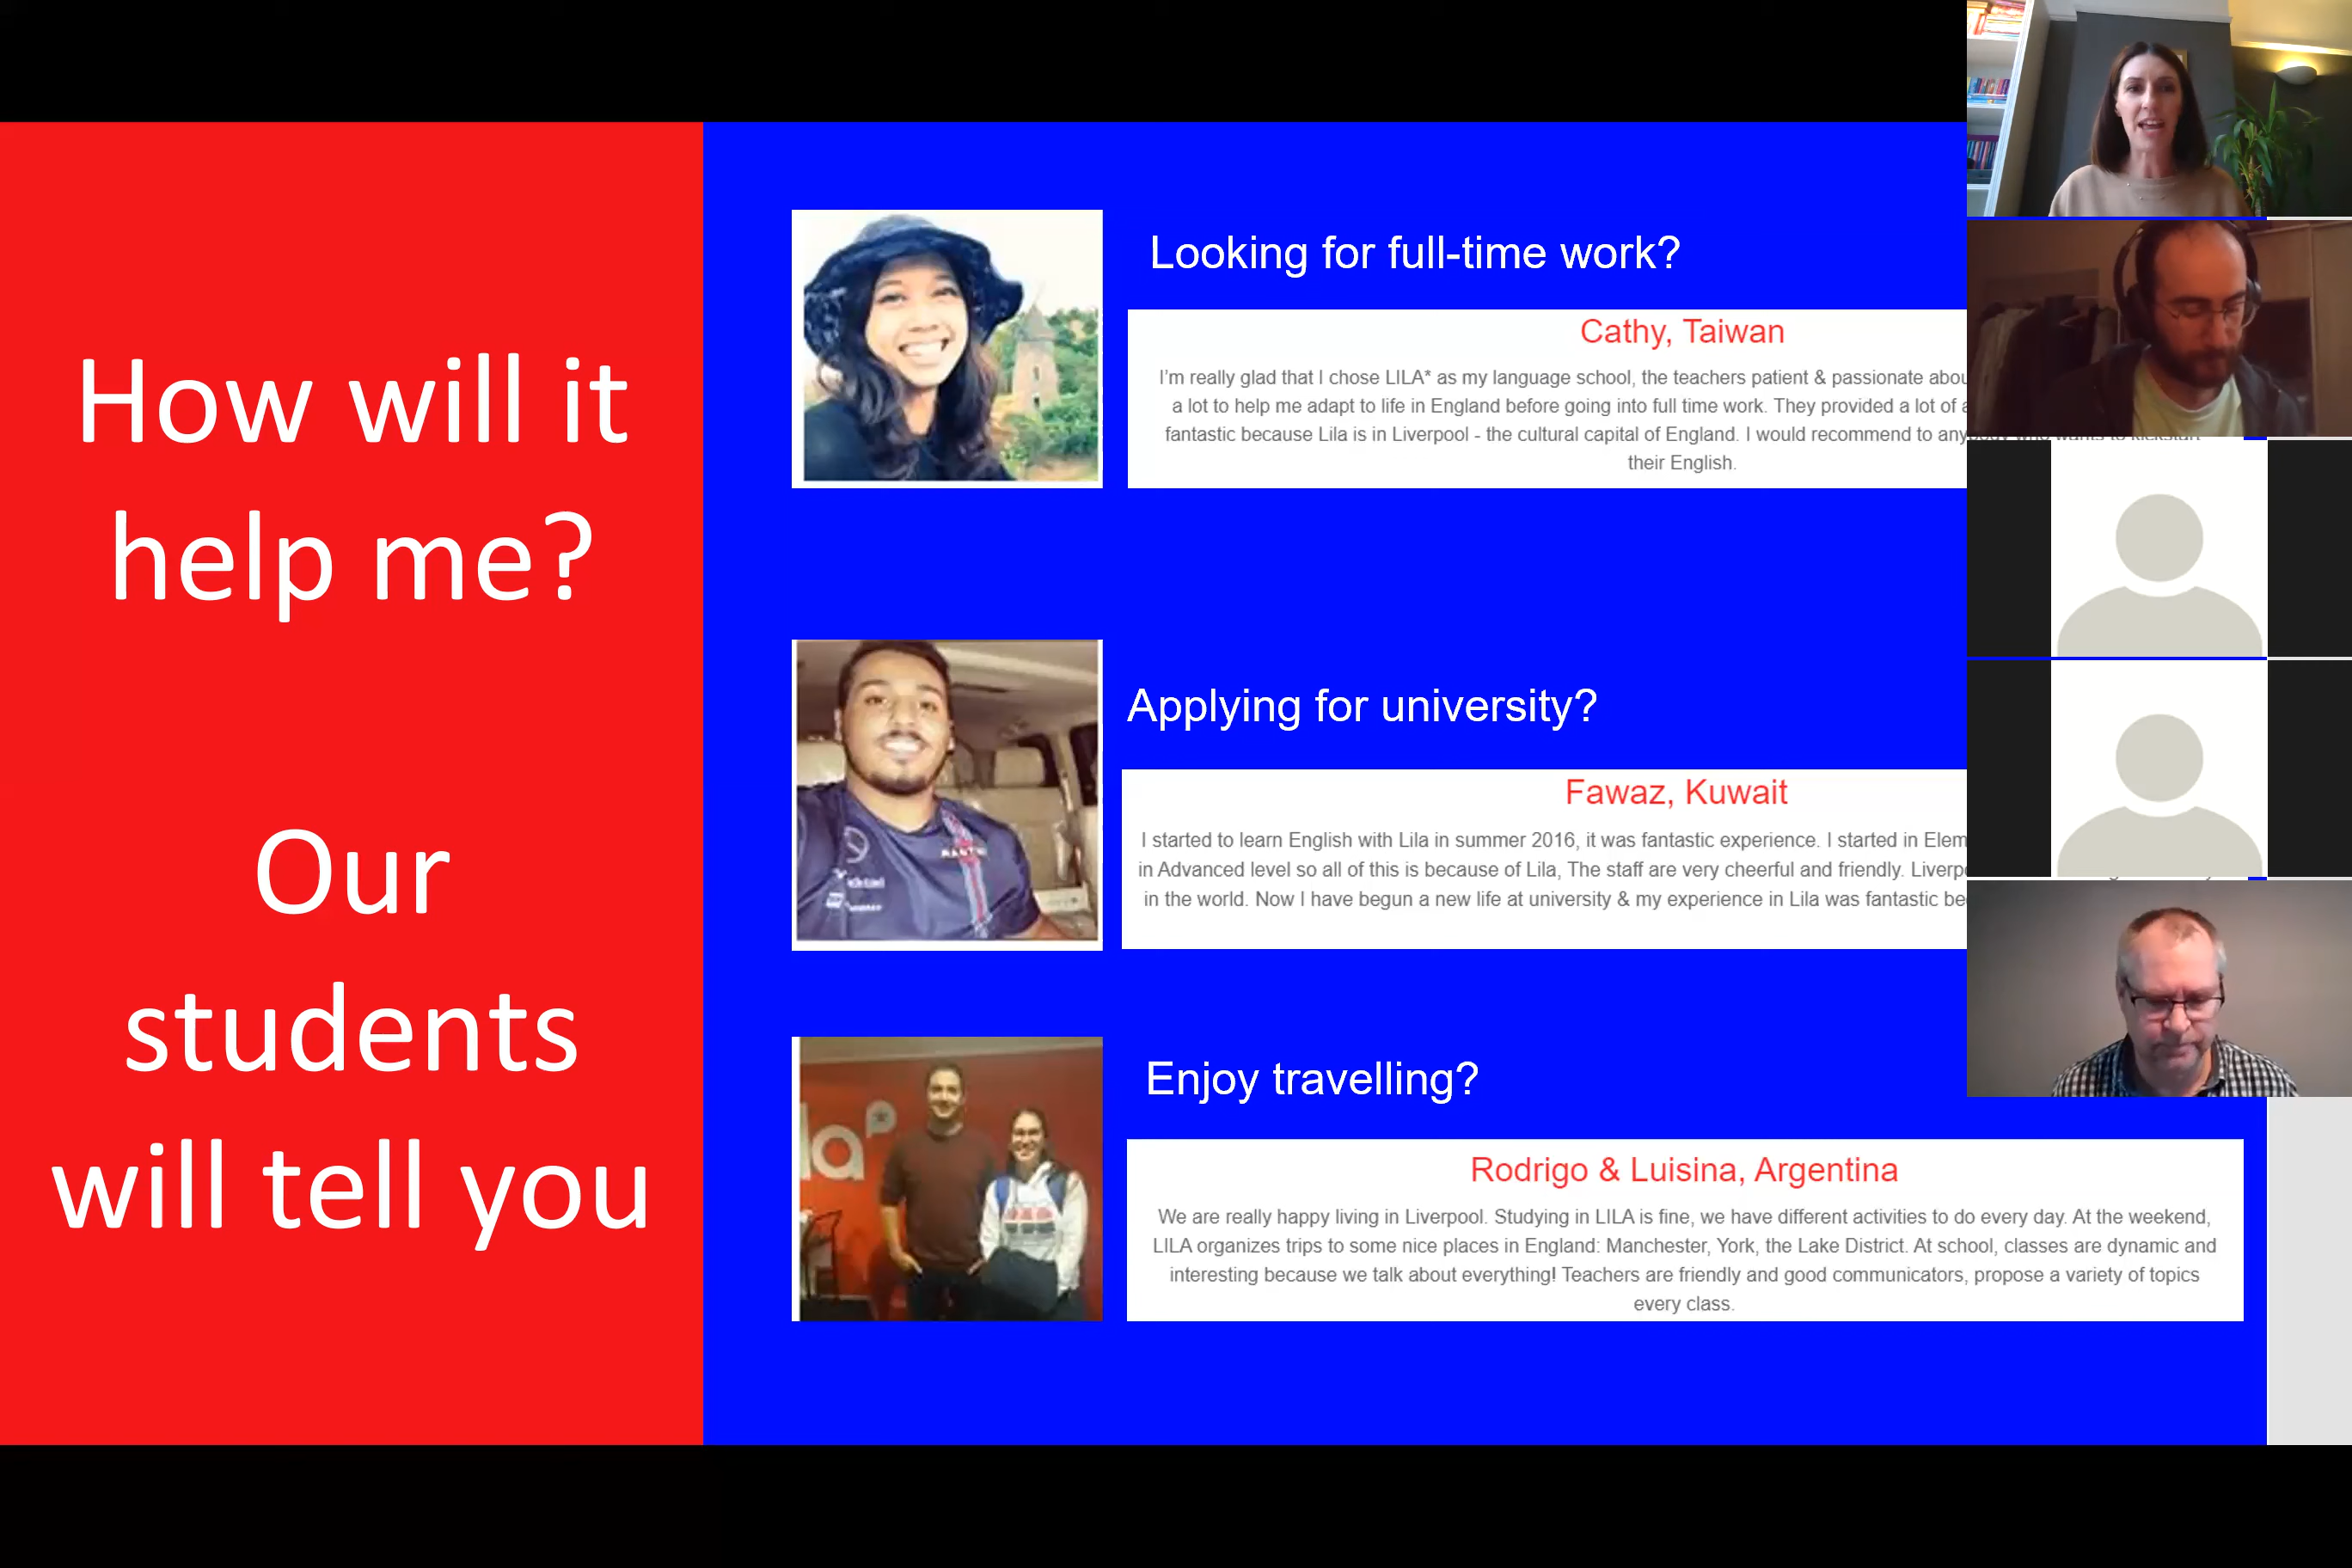 How will it
help me?
Our
students
will tell you
Looking for full-time work?
Cathy, Taiwan
I'm really glad that I chose LILA* as my language school, the teachers patient & passionate
a lot to help me adapt to life in England before going into full time work. They provided a lot of
fantastic because Lila is in Liverpool - the cultural capital of England. I would recommend to
their English.
Applying for university?
Fawaz, Kuwait
I started to learn English with Lila in summer 2016, it was fantastic experience. I started in
in Advanced level so all of this is because of Lila, The staff are very cheerful and friendly.
in the world. Now I have begun a new life at university & my experience in Lila was fantastic
Enjoy travelling?
la
Rodrigo & Luisina, Argentina
We are really happy living in Liverpool. Studying in LILA is fine, we have different activities to do every day. At the weekend,
LILA organizes trips to some nice places in England: Manchester, York, the Lake District. At school, classes are dynamic and
interesting because we talk about everything! Teachers are friendly and good communicators, propose a variety of topics
every class.